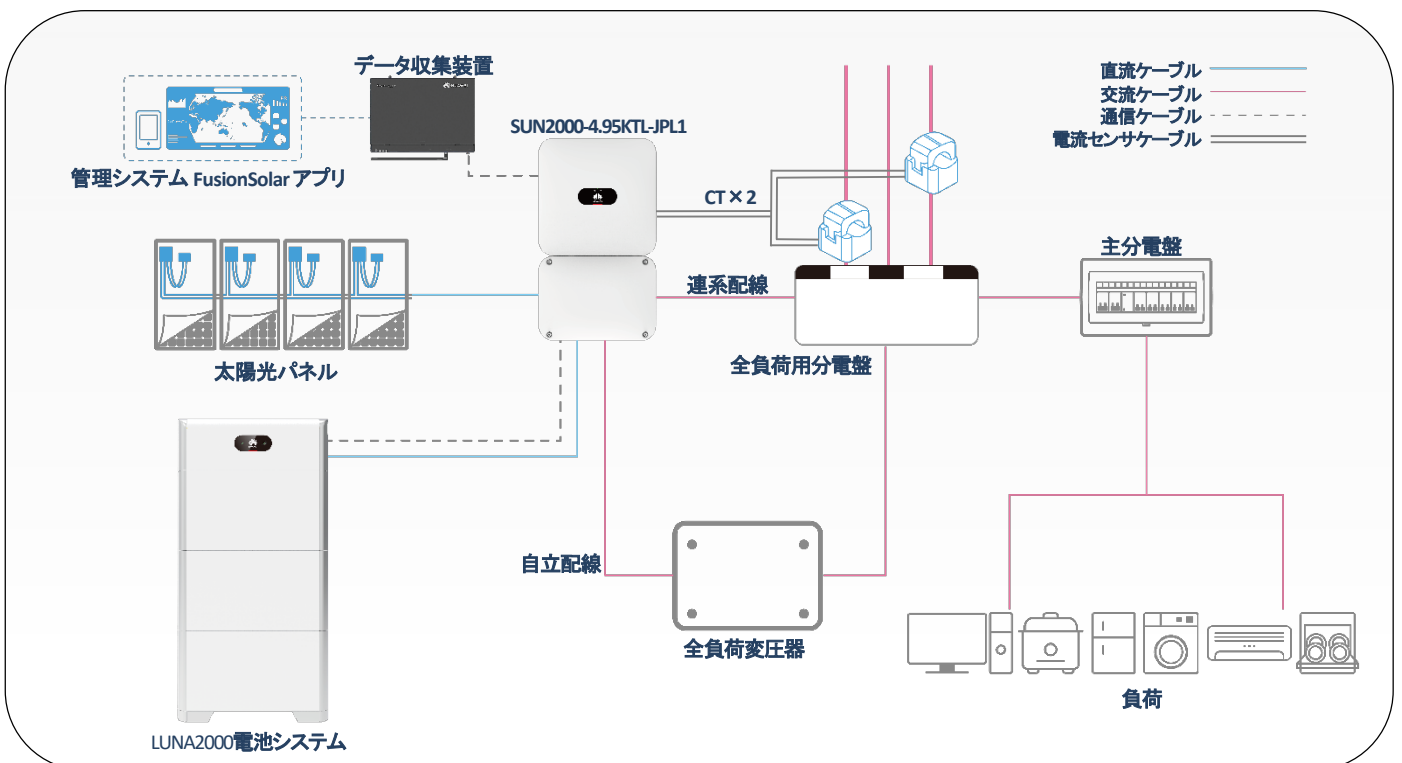 データ収集装置
直流ケーブル
交流ケーブル
通信ケーブル
電流センサケーブル
SUN2000-4.95KTL-JPL1
管理システム FusionSolar アプリ
CT×2
主分電盤
連系配線
太陽光パネル
全負荷用分電盤
自立配線
全負荷変圧器
負荷
LUNA2000電池システム